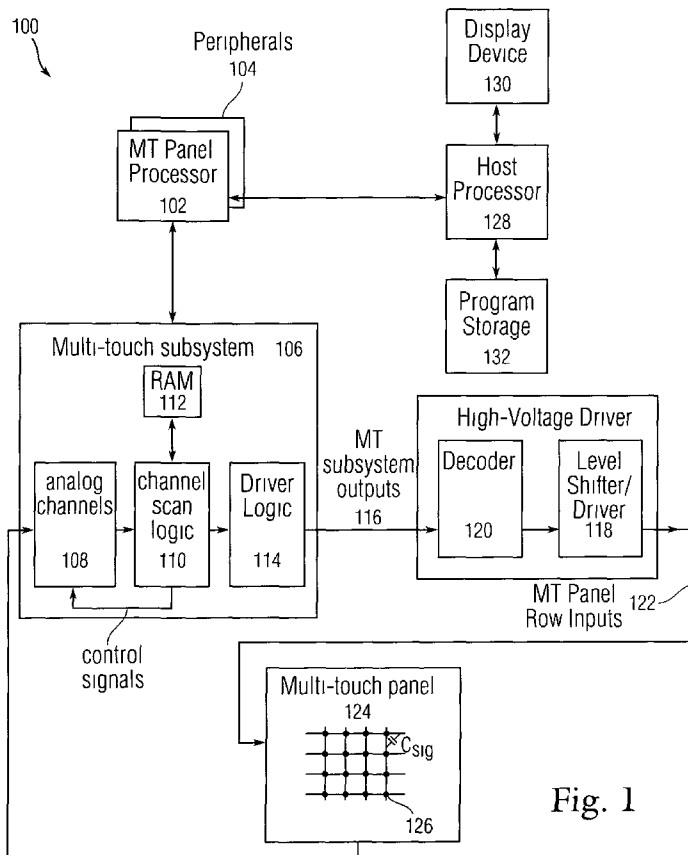 100
Peripherals
104
MT Panel
Processor
102
Display
Device
130
Host
Processor
128
Program
Storage
132
Multi-touch subsystem 106
RAM
112
analog
channels
108
channel
scan
logic
110
Driver
Logic
114
control
signals
MT
subsystem
outputs
116
High-Voltage Driver
Decoder
120
Level
Shifter/
Driver
118
MT Panel
Row Inputs
122
Multi-touch panel
124
Csig
126
Fig. 1